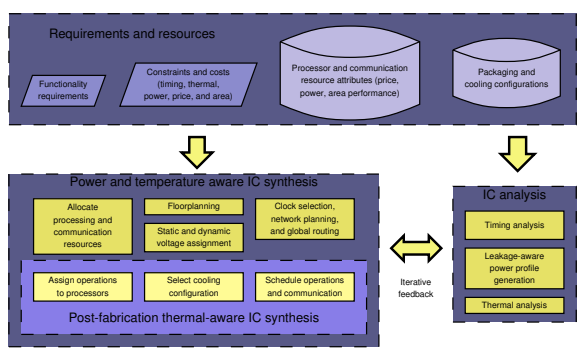 Requirements and resources
Functionality
requirements
Constraints and costs
(timing, thermal,
power, price, and area)
Processor and communication
resource attributes (price,
power, area performance)
Packaging and
cooling configurations
Power and temperature aware IC synthesis
Allocate
processing and
communication
resources
Floorplanning
Static and dynamic
voltage assignment
Clock selection,
network planning,
and global routing
Assign operations
to processors
Select cooling
configuration
Schedule operations
and communication
Post-fabrication thermal-aware IC synthesis
Iterative
feedback
IC analysis
Timing analysis
Leakage-aware
power profile
generation
Thermal analysis